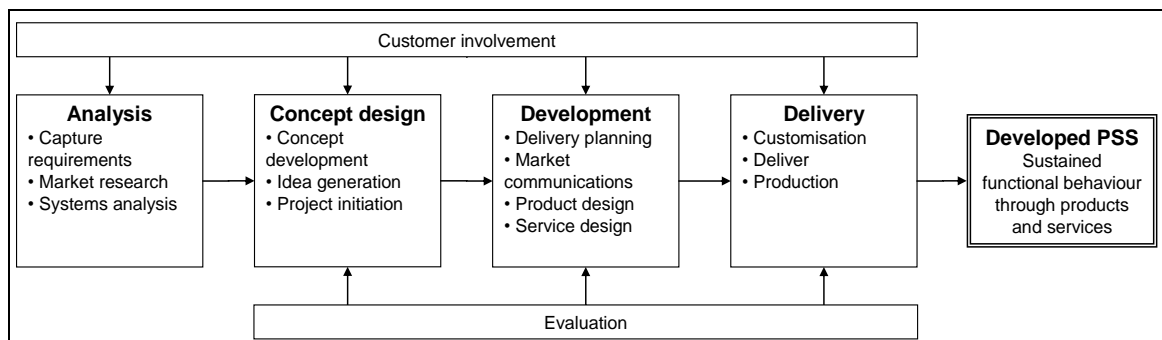 Customer involvement
Analysis
• Capture
requirements
• Market research
• Systems analysis
Concept design
• Concept
development
• Idea generation
• Project initiation
Development
• Delivery planning
• Market
communications
• Product design
• Service design
Delivery
• Customisation
• Deliver
• Production
Developed PSS
Sustained
functional behaviour
through products
and services
Evaluation